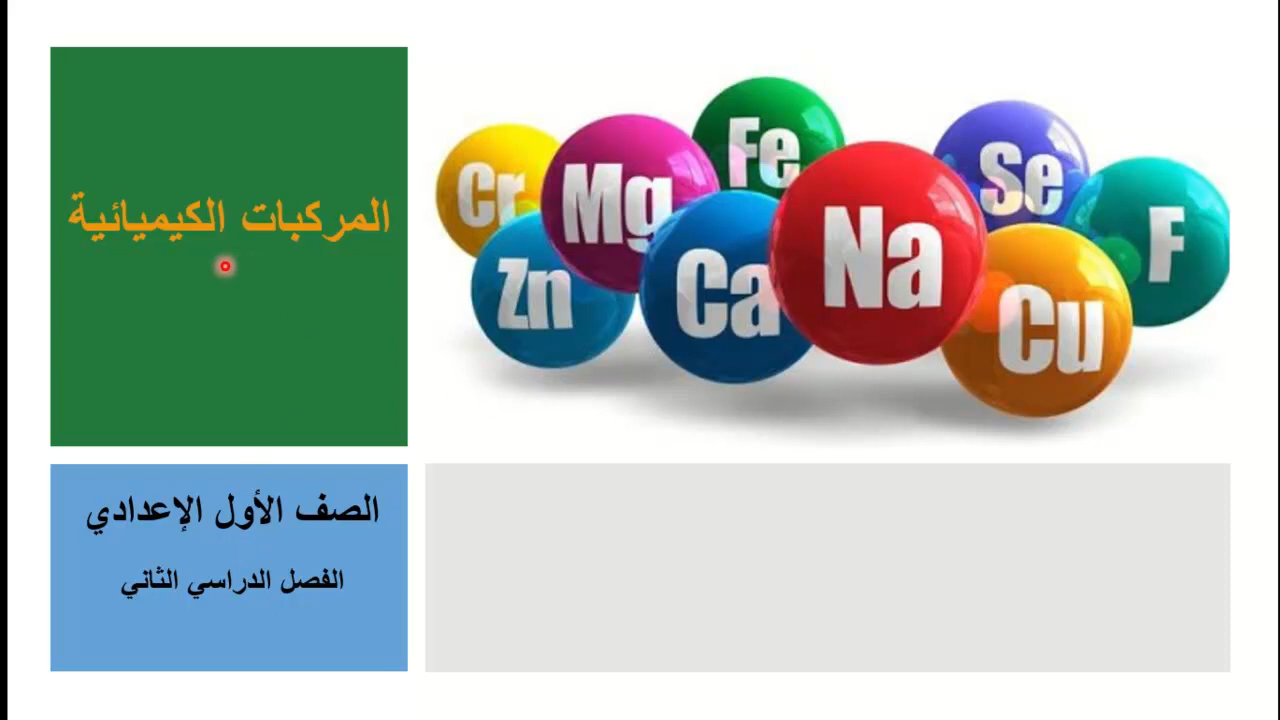 المركبات الكيميائية
Cr Mg Fe Se F
Zn Ca Na Cu
الصف الأول الإعدادي
الفصل الدراسي الثاني